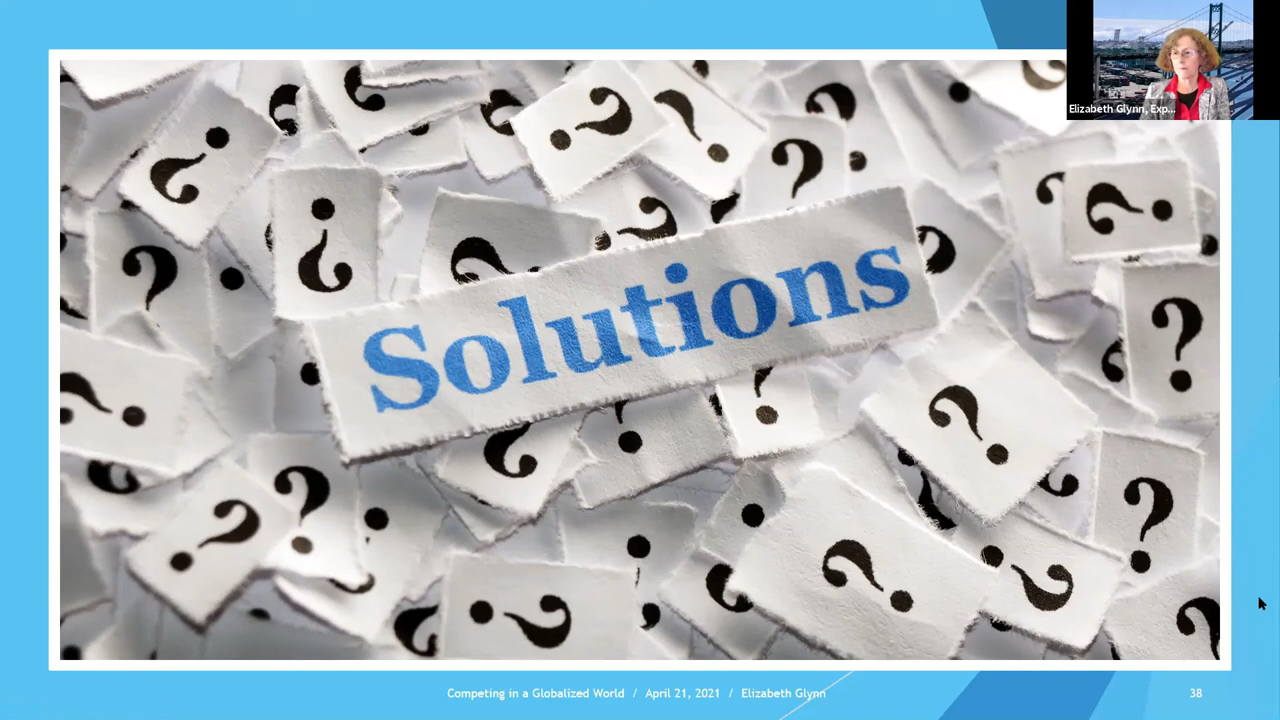 Elizabeth Glynn, Exp...
Solutions
Competing in a Globalized World / April 21, 2021 / Elizabeth Glynn
38